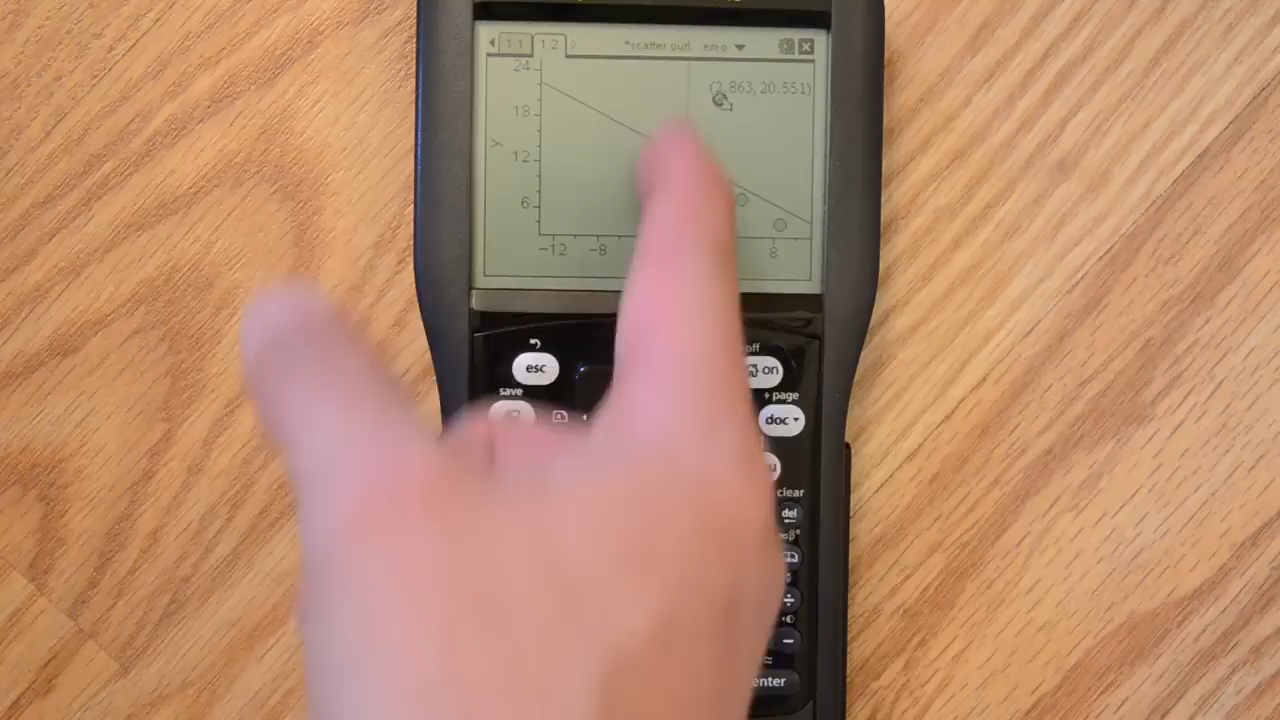 1.1 1.2 *scatter outl...emo
24
(2.863, 20.551)
18
y
12
6
-12 -8 8
off
esc on
save + page
doc
clear
del
enter